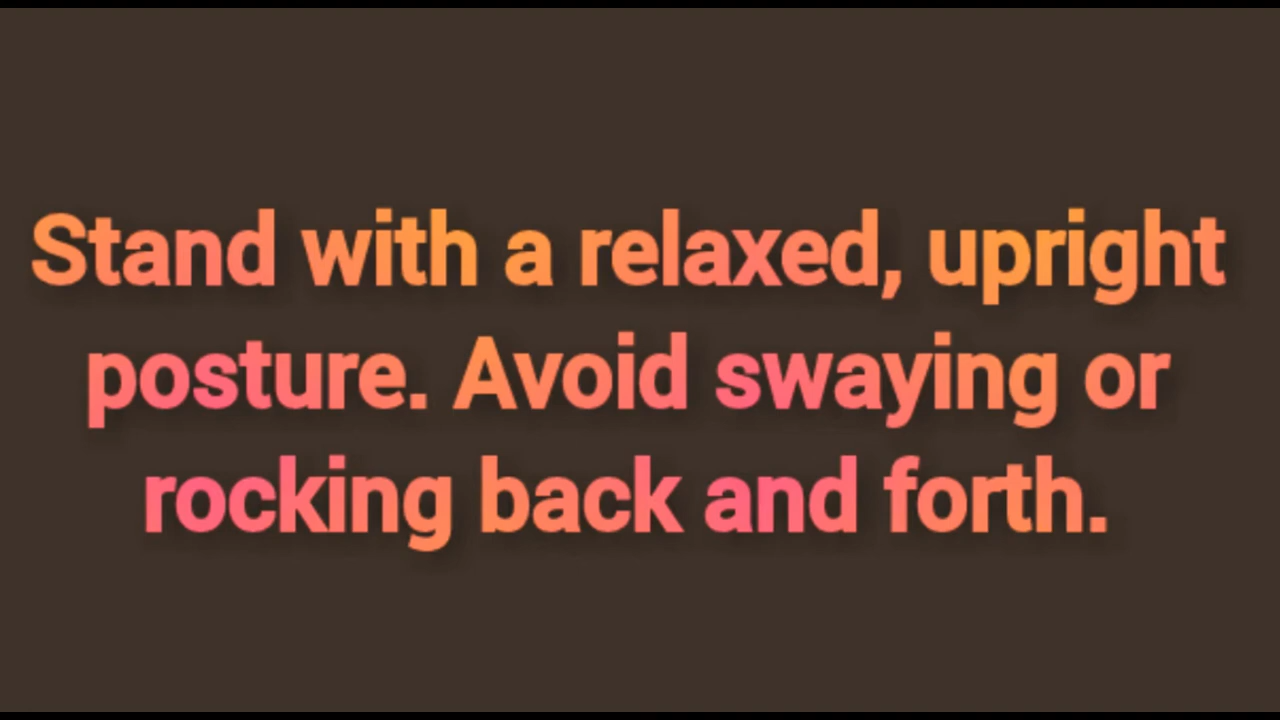 Stand with a relaxed, upright
posture. Avoid swaying or
rocking back and forth.